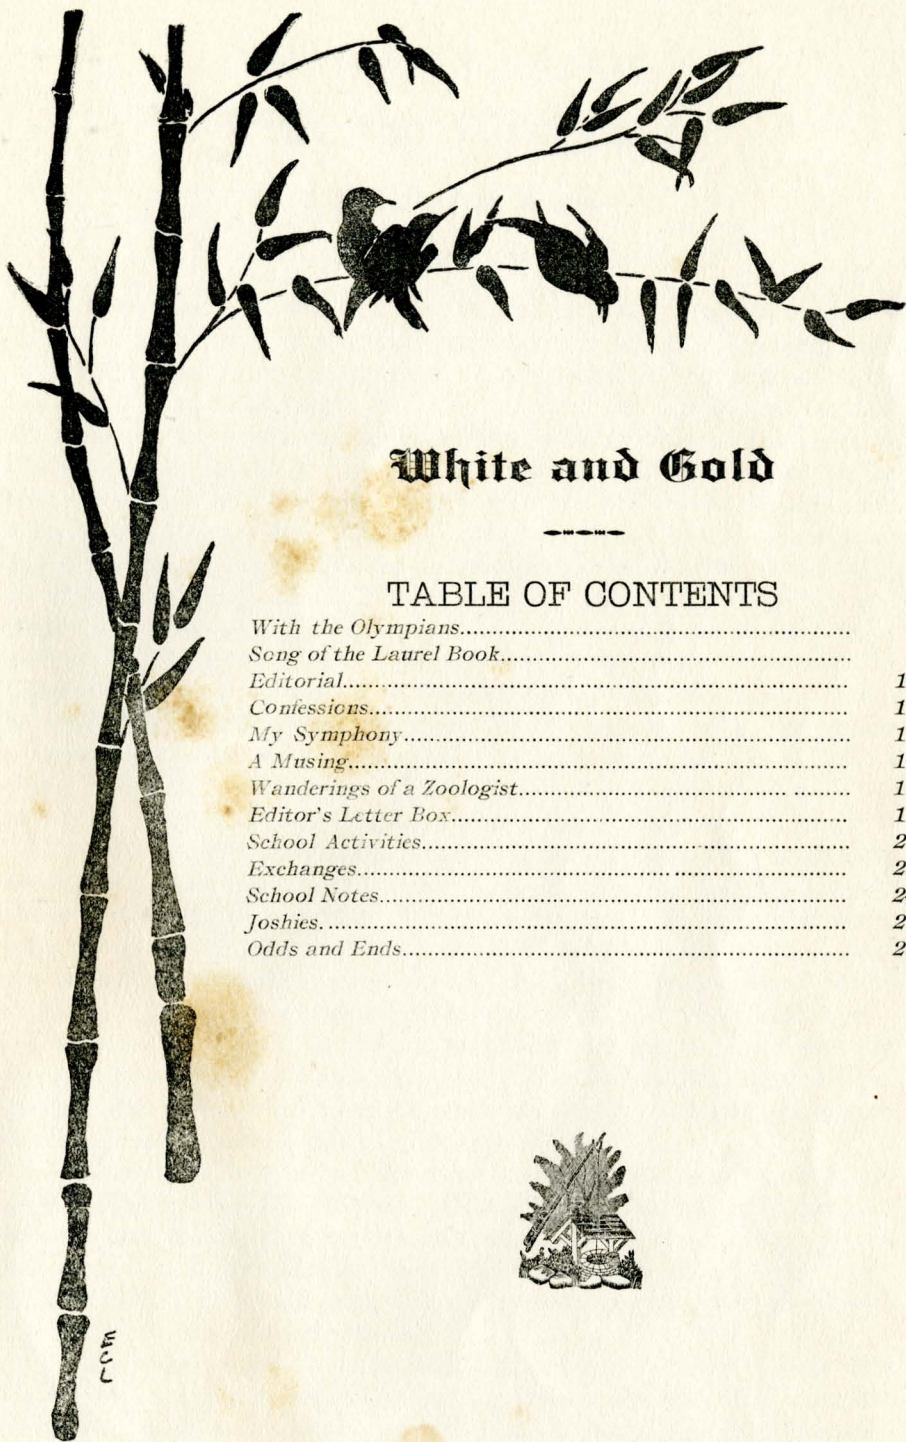 White and Gold
TABLE OF CONTENTS
With the Olympians
Song of the Laurel Book
Editorial 1
Confessions 1
My Symphony 1
A Musing 1
Wanderings of a Zoologist 1
Editor's Letter Box 1
School Activities 2
Exchanges 2
School Notes 2
Joshies 2
Odds and Ends 2
ECL